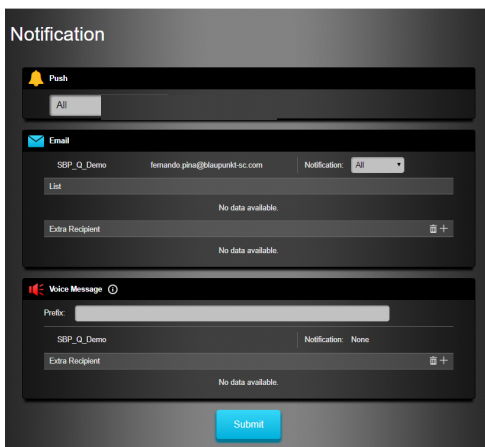 Notification
Push
All
Email
SBP_Q_Demo fernando.pina@blaupunkt-sc.com Notification: All
List
No data available.
Extra Recipient
No data available.
Voice Message
Prefix:
SBP_Q_Demo Notification: None
Extra Recipient
No data available.
Submit